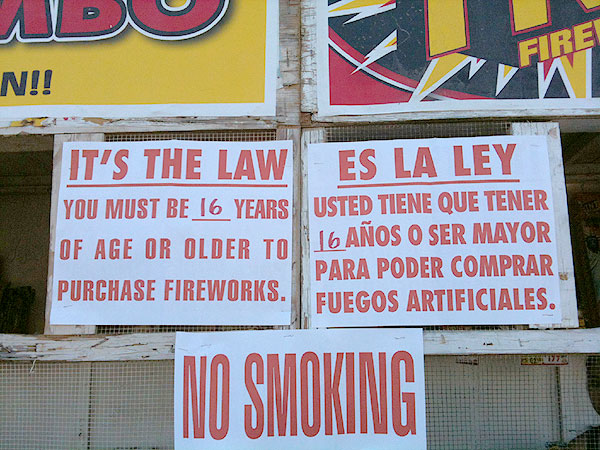 N!!
FIRE
IT'S THE LAW
YOU MUST BE 16 YEARS
OF AGE OR OLDER TO
PURCHASE FIREWORKS.
ES LA LEY
USTED TIENE QUE TENER
16 AÑOS O SER MAYOR
PARA PODER COMPRAR
FUEGOS ARTIFICIALES.
NO SMOKING